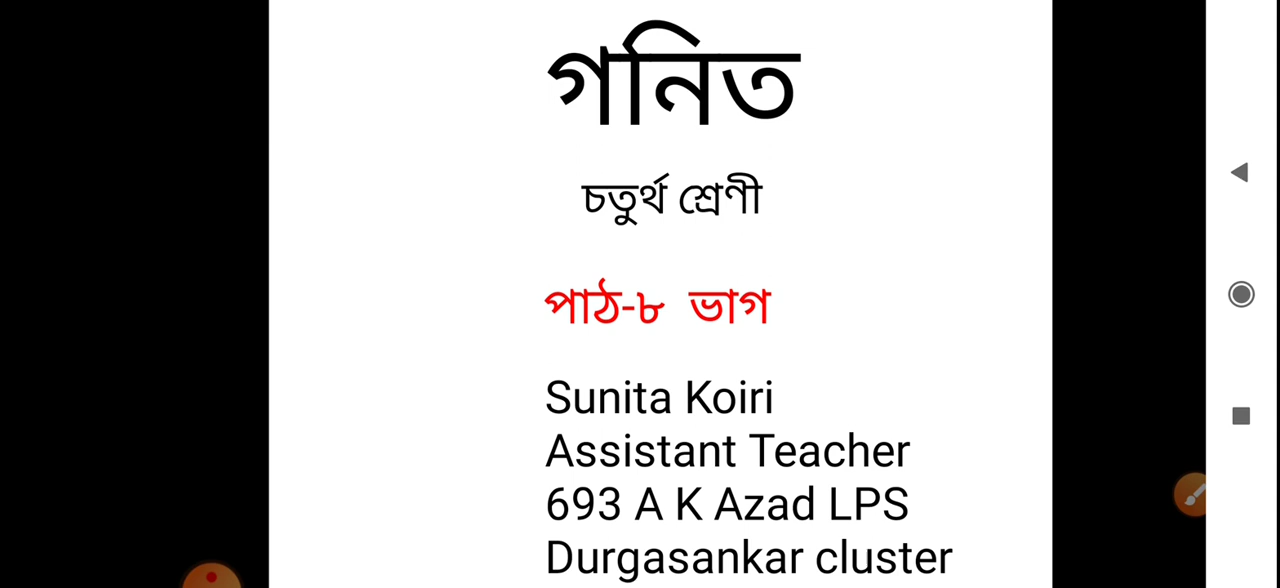 গনিত
চতুর্থ শ্রেণী
পাঠ-৮ ভাগ
Sunita Koiri
Assistant Teacher
693 A K Azad LPS
Durgasankar cluster